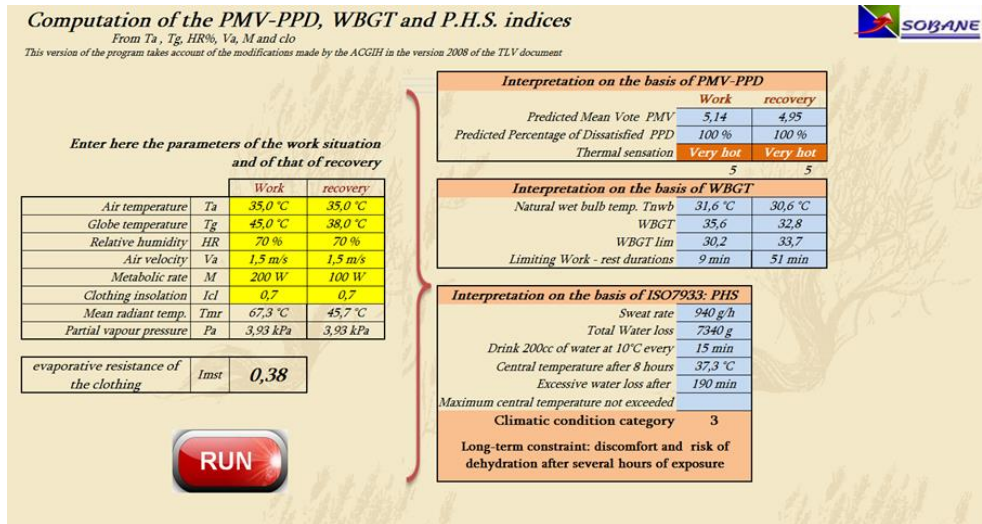 Computation of the PMV-PPD, WBGT and P.H.S. indices
From Ta , Tg, HR%, Va, M and clo
This version of the program takes account of the modifications made by the ACGIH in the version 2008 of the TLV document
SOBANE
Enter here the parameters of the work situation
and of that of recovery
Work recovery
Air temperature Ta 35,0 °C 35,0 °C
Globe temperature Tg 45,0 °C 38,0 °C
Relative humidity HR 70 % 70 %
Air velocity Va 1,5 m/s 1,5 m/s
Metabolic rate M 200 W 100 W
Clothing insolation Icl 0,7 0,7
Mean radiant temp. Tmr 67,3 °C 45,7 °C
Partial vapour pressure Pa 3,93 kPa 3,93 kPa
evaporative resistance of
the clothing Imst 0,38
RUN
Interpretation on the basis of PMV-PPD
Work recovery
Predicted Mean Vote PMV 5,14 4,95
Predicted Percentage of Dissatisfied PPD 100 % 100 %
Thermal sensation Very hot Very hot
5 5
Interpretation on the basis of WBGT
Natural wet bulb temp. Tnwb 31,6 °C 30,6 °C
WBGT 35,6 32,8
WBGT lim 30,2 33,7
Limiting Work - rest durations 9 min 51 min
Interpretation on the basis of ISO7933: PHS
Sweat rate 940 g/h
Total Water loss 7340 g
Drink 200cc of water at 10°C every 15 min
Central temperature after 8 hours 37,3 °C
Excessive water loss after 190 min
Maximum central temperature not exceeded
Climatic condition category 3
Long-term constraint: discomfort and risk of
dehydration after several hours of exposure